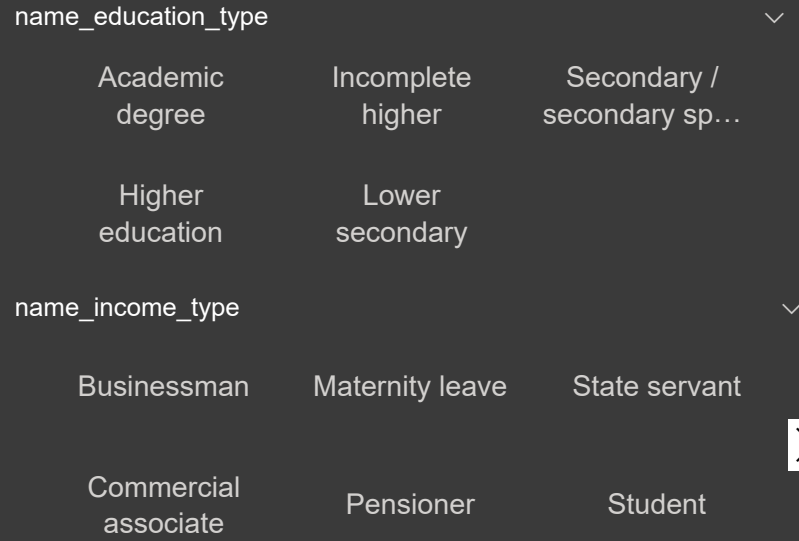 name_education_type
Academic
degree
Incomplete
higher
Secondary /
secondary sp...
Higher
education
Lower
secondary
name_income_type
Businessman
Maternity leave
State servant
Commercial
associate
Pensioner
Student